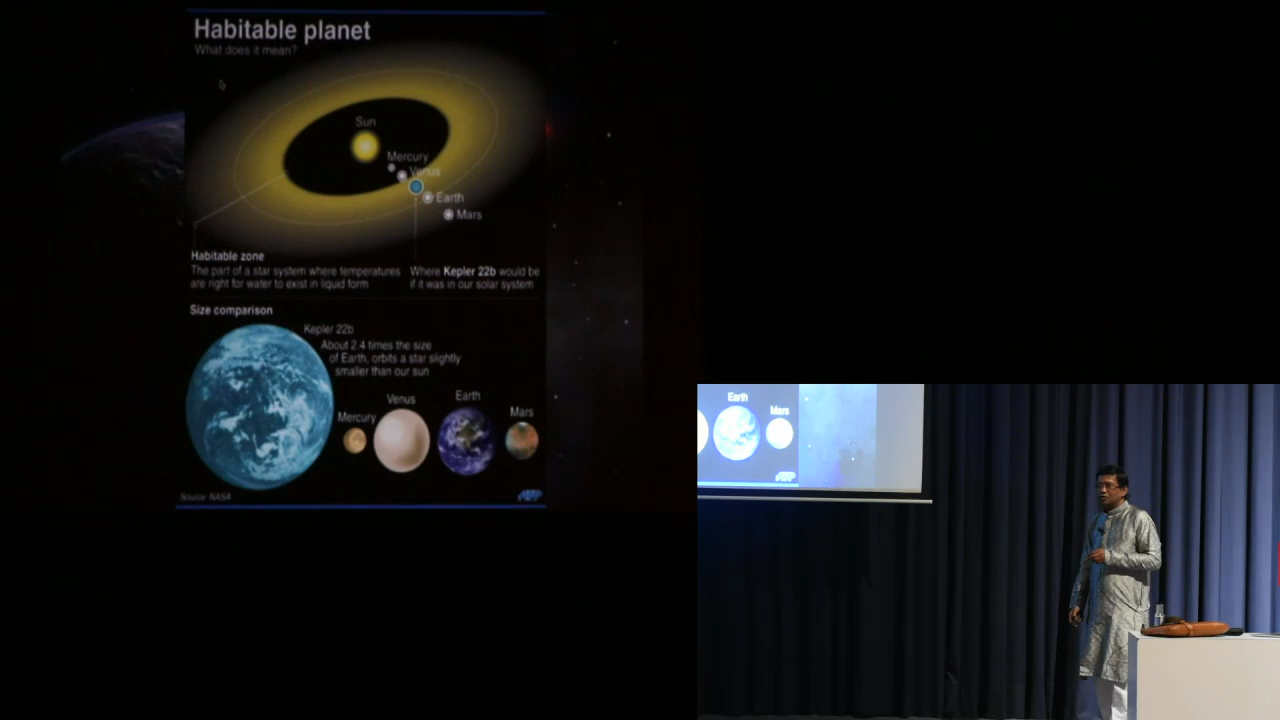 Habitable planet
What does it mean?
Sun
Mercury
Venus
Earth
Mars
Habitable zone
The part of a star system where temperatures
are right for water to exist in liquid form
Where Kepler 22b would be
if it was in our solar system
Size comparison
Kepler 22b
About 2.4 times the size
of Earth, orbits a star slightly
smaller than our sun
Mercury
Venus
Earth
Mars
Source: NASA
AFP
Earth
Mars
AFP